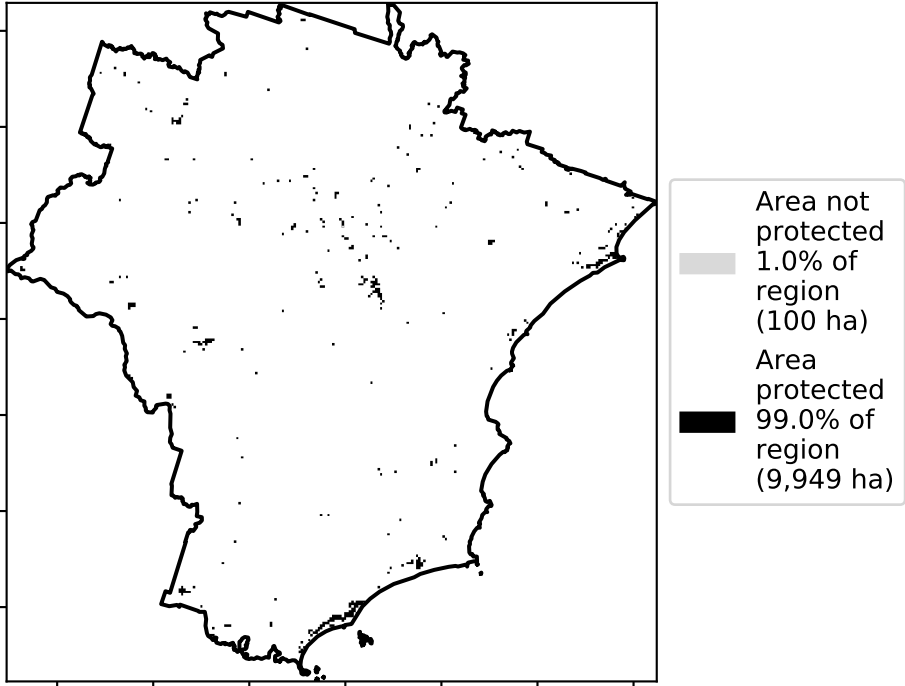 Area not
protected
1.0% of
region
(100 ha)
Area
protected
99.0% of
region
(9,949 ha)